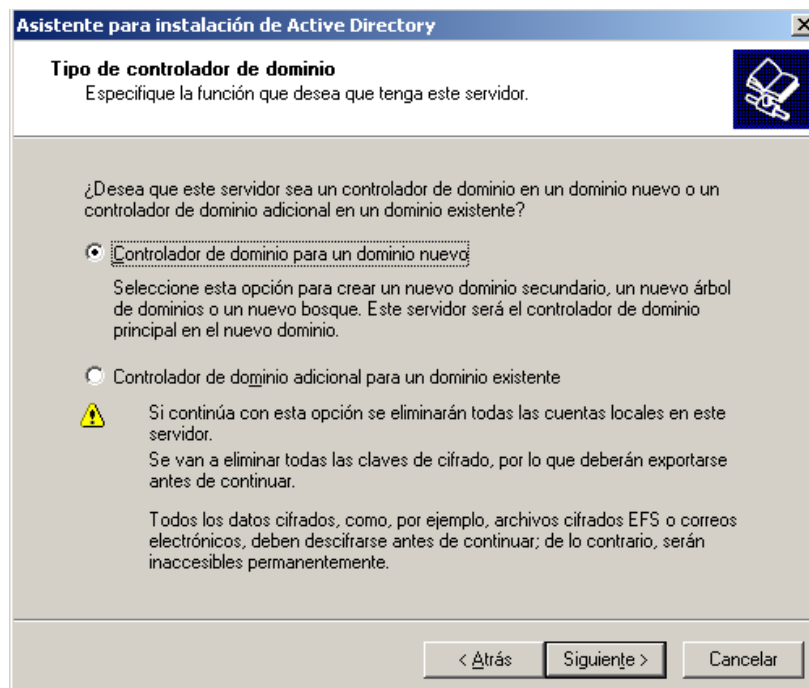 Asistente para instalación de Active Directory
Tipo de controlador de dominio
Especifique la función que desea que tenga este servidor.
¿Desea que este servidor sea un controlador de dominio en un dominio nuevo o un
controlador de dominio adicional en un dominio existente?
Controlador de dominio para un dominio nuevo
Seleccione esta opción para crear un nuevo dominio secundario, un nuevo árbol
de dominios o un nuevo bosque. Este servidor será el controlador de dominio
principal en el nuevo dominio.
Controlador de dominio adicional para un dominio existente
Si continúa con esta opción se eliminarán todas las cuentas locales en este
servidor.
Se van a eliminar todas las claves de cifrado, por lo que deberán exportarse
antes de continuar.
Todos los datos cifrados, como, por ejemplo, archivos cifrados EFS o correos
electrónicos, deben descifrarse antes de continuar; de lo contrario, serán
inaccesibles permanentemente.
< Atrás Siguiente > Cancelar